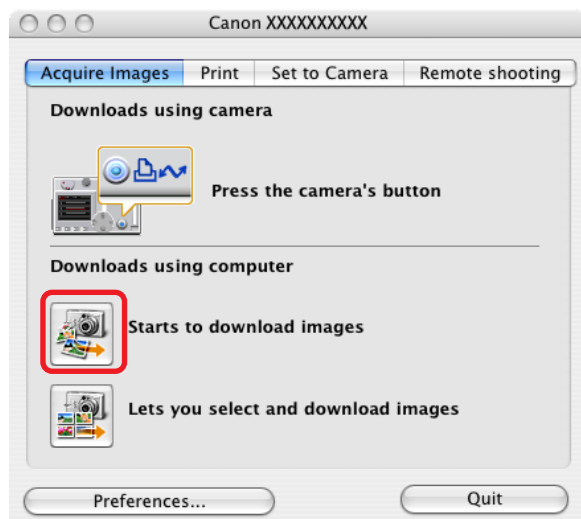 Canon XXXXXXXXXX
Acquire Images Print Set to Camera Remote shooting
Downloads using camera
Press the camera's button
Downloads using computer
Starts to download images
Lets you select and download images
Preferences... Quit